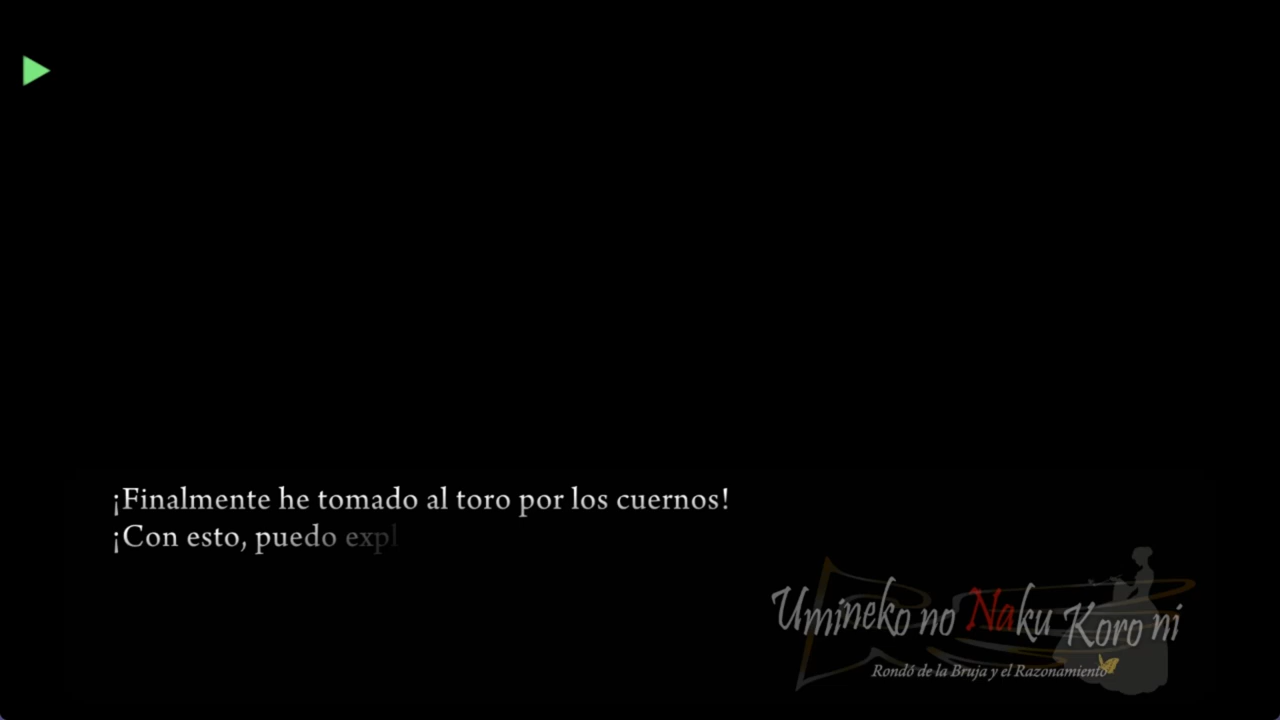 ¡Finalmente he tomado al toro por los cuernos!
¡Con esto, puedo expl
Umineko no Naku Koro ni
Rondó de la Bruja y el Razonamiento